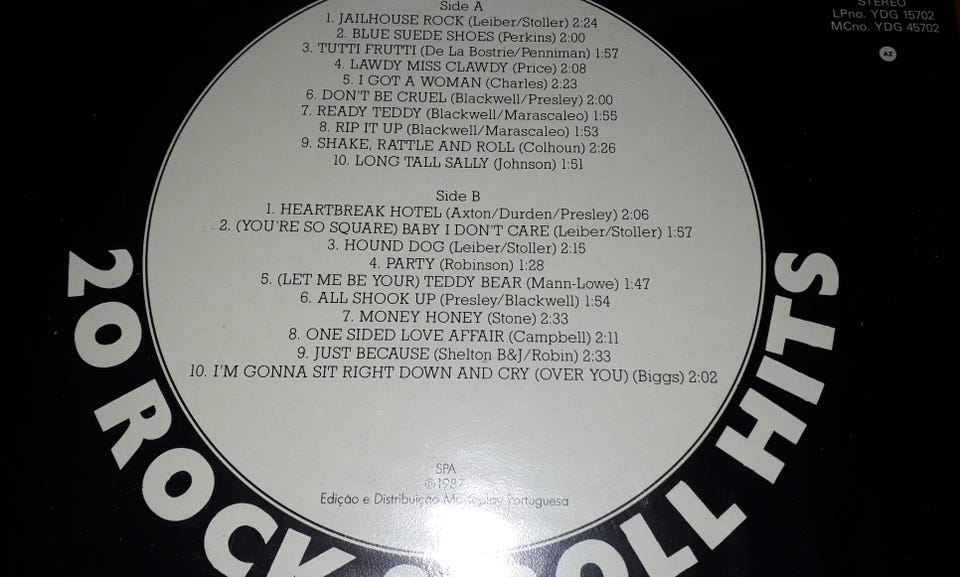 STEREO
LPno. YDG 15702
MCno. YDG 45702
AZ
Side A
1. JAILHOUSE ROCK (Leiber/Stoller) 2:24
2. BLUE SUEDE SHOES (Perkins) 2:00
3. TUTTI FRUTTI (De La Bostrie/Penniman) 1:57
4. LAWDY MISS CLAWDY (Price) 2:08
5. I GOT A WOMAN (Charles) 2:23
6. DON'T BE CRUEL (Blackwell/Presley) 2:00
7. READY TEDDY (Blackwell/Marascaleo) 1:55
8. RIP IT UP (Blackwell/Marascaleo) 1:53
9. SHAKE, RATTLE AND ROLL (Colhoun) 2:26
10. LONG TALL SALLY (Johnson) 1:51
Side B
1. HEARTBREAK HOTEL (Axton/Durden/Presley) 2:06
2. (YOU'RE SO SQUARE) BABY I DON'T CARE (Leiber/Stoller) 1:57
3. HOUND DOG (Leiber/Stoller) 2:15
4. PARTY (Robinson) 1:28
5. (LET ME BE YOUR) TEDDY BEAR (Mann-Lowe) 1:47
6. ALL SHOOK UP (Presley/Blackwell) 1:54
7. MONEY HONEY (Stone) 2:33
8. ONE SIDED LOVE AFFAIR (Campbell) 2:11
9. JUST BECAUSE (Shelton B&J/Robin) 2:33
10. I'M GONNA SIT RIGHT DOWN AND CRY (OVER YOU) (Biggs) 2:02
SPA
Edição e Distribuição Movieplay Portuguesa
20 ROCK & ROLL HITS